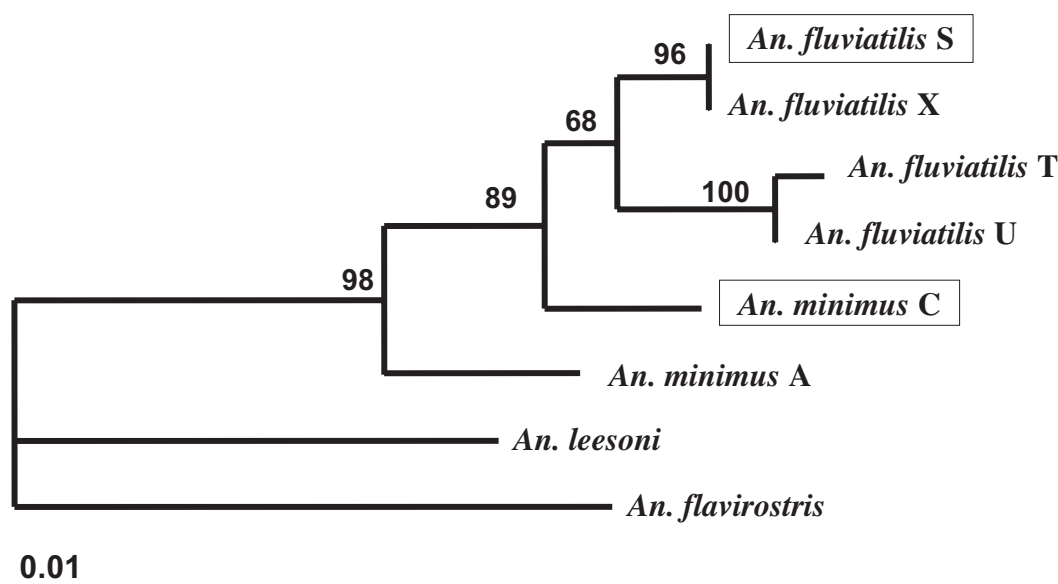 An. fluviatilis S
96
An. fluviatilis X
68
An. fluviatilis T
100
89
An. fluviatilis U
98
An. minimus C
An. minimus A
An. leesoni
An. flavirostris
0.01